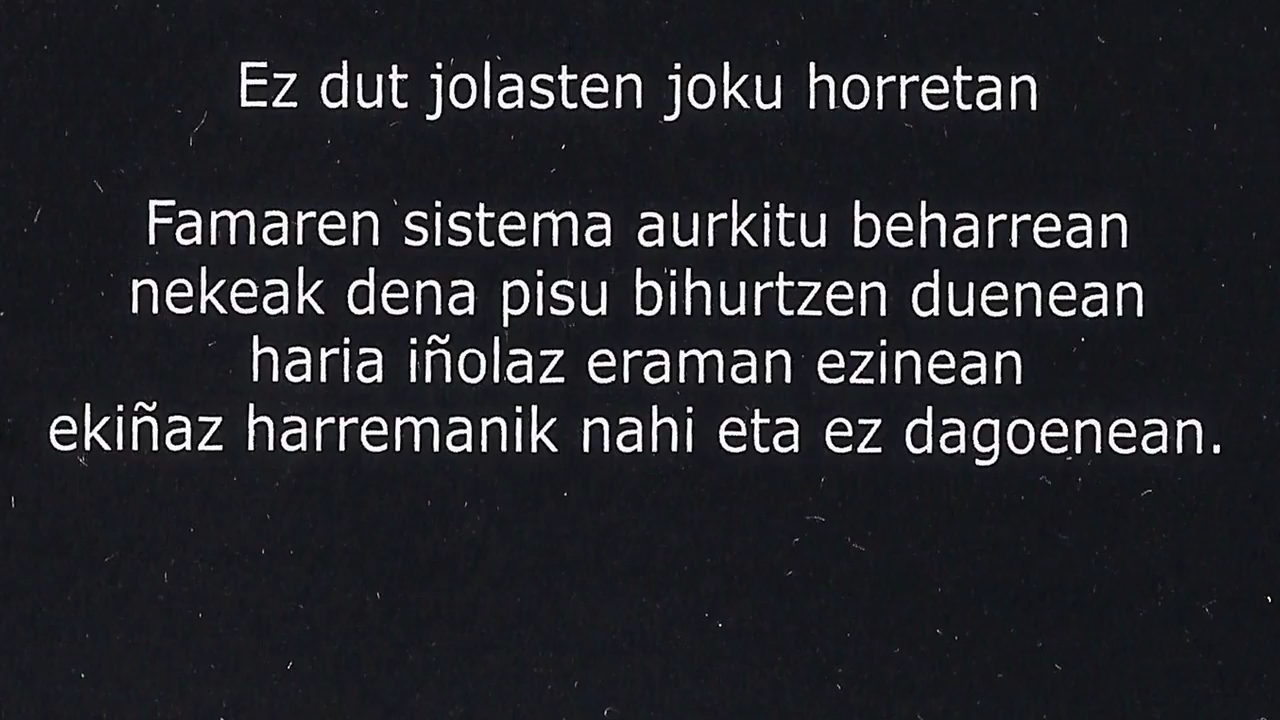 Ez dut jolasten joku horretan
Famaren sistema aurkitu beharrean
nekeak dena pisu bihurtzen duenean
haria iñolaz eraman ezinean
ekiñaz harremanik nahi eta ez dagoenean.